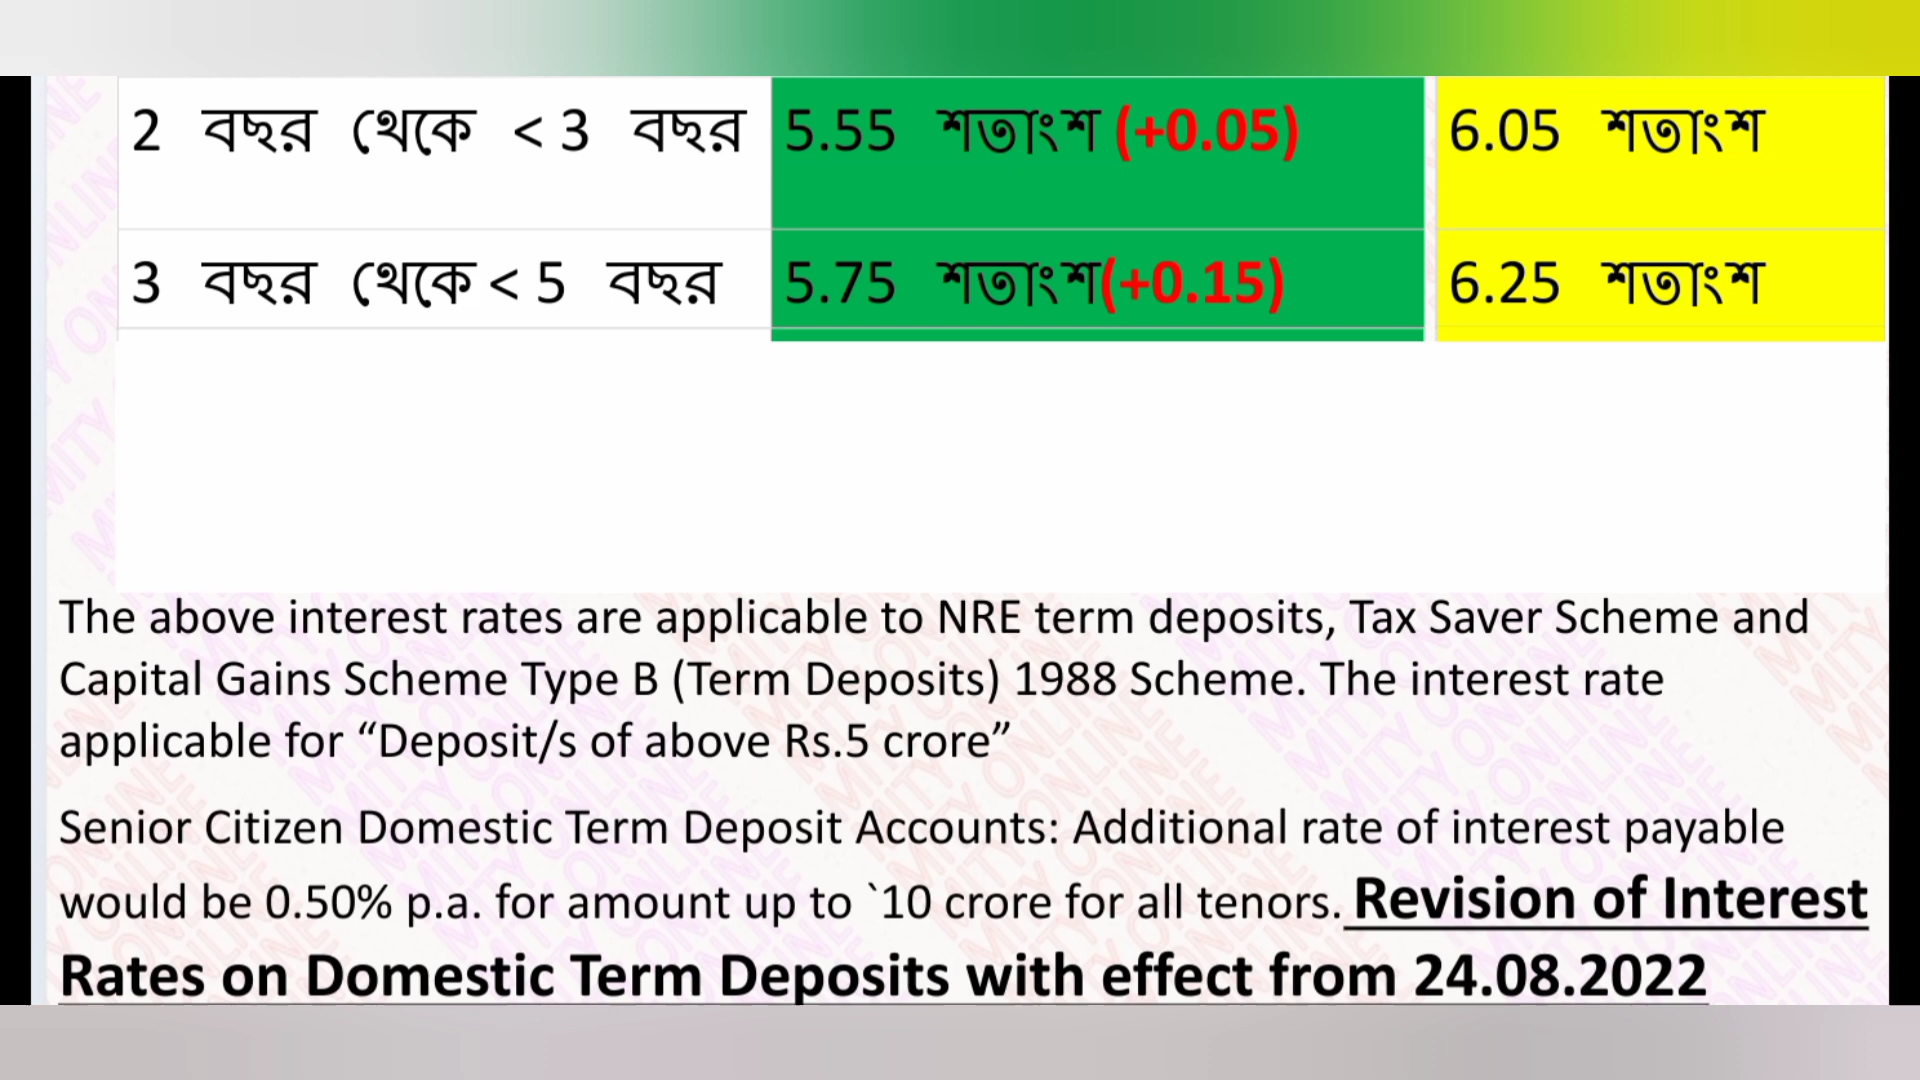 2 বছর থেকে < 3 বছর 5.55 শতাংশ (+0.05) 6.05 শতাংশ
3 বছর থেকে < 5 বছর 5.75 শতাংশ(+0.15) 6.25 শতাংশ
The above interest rates are applicable to NRE term deposits, Tax Saver Scheme and
Capital Gains Scheme Type B (Term Deposits) 1988 Scheme. The interest rate
applicable for “Deposit/s of above Rs.5 crore”
Senior Citizen Domestic Term Deposit Accounts: Additional rate of interest payable
would be 0.50% p.a. for amount up to `10 crore for all tenors. Revision of Interest
Rates on Domestic Term Deposits with effect from 24.08.2022